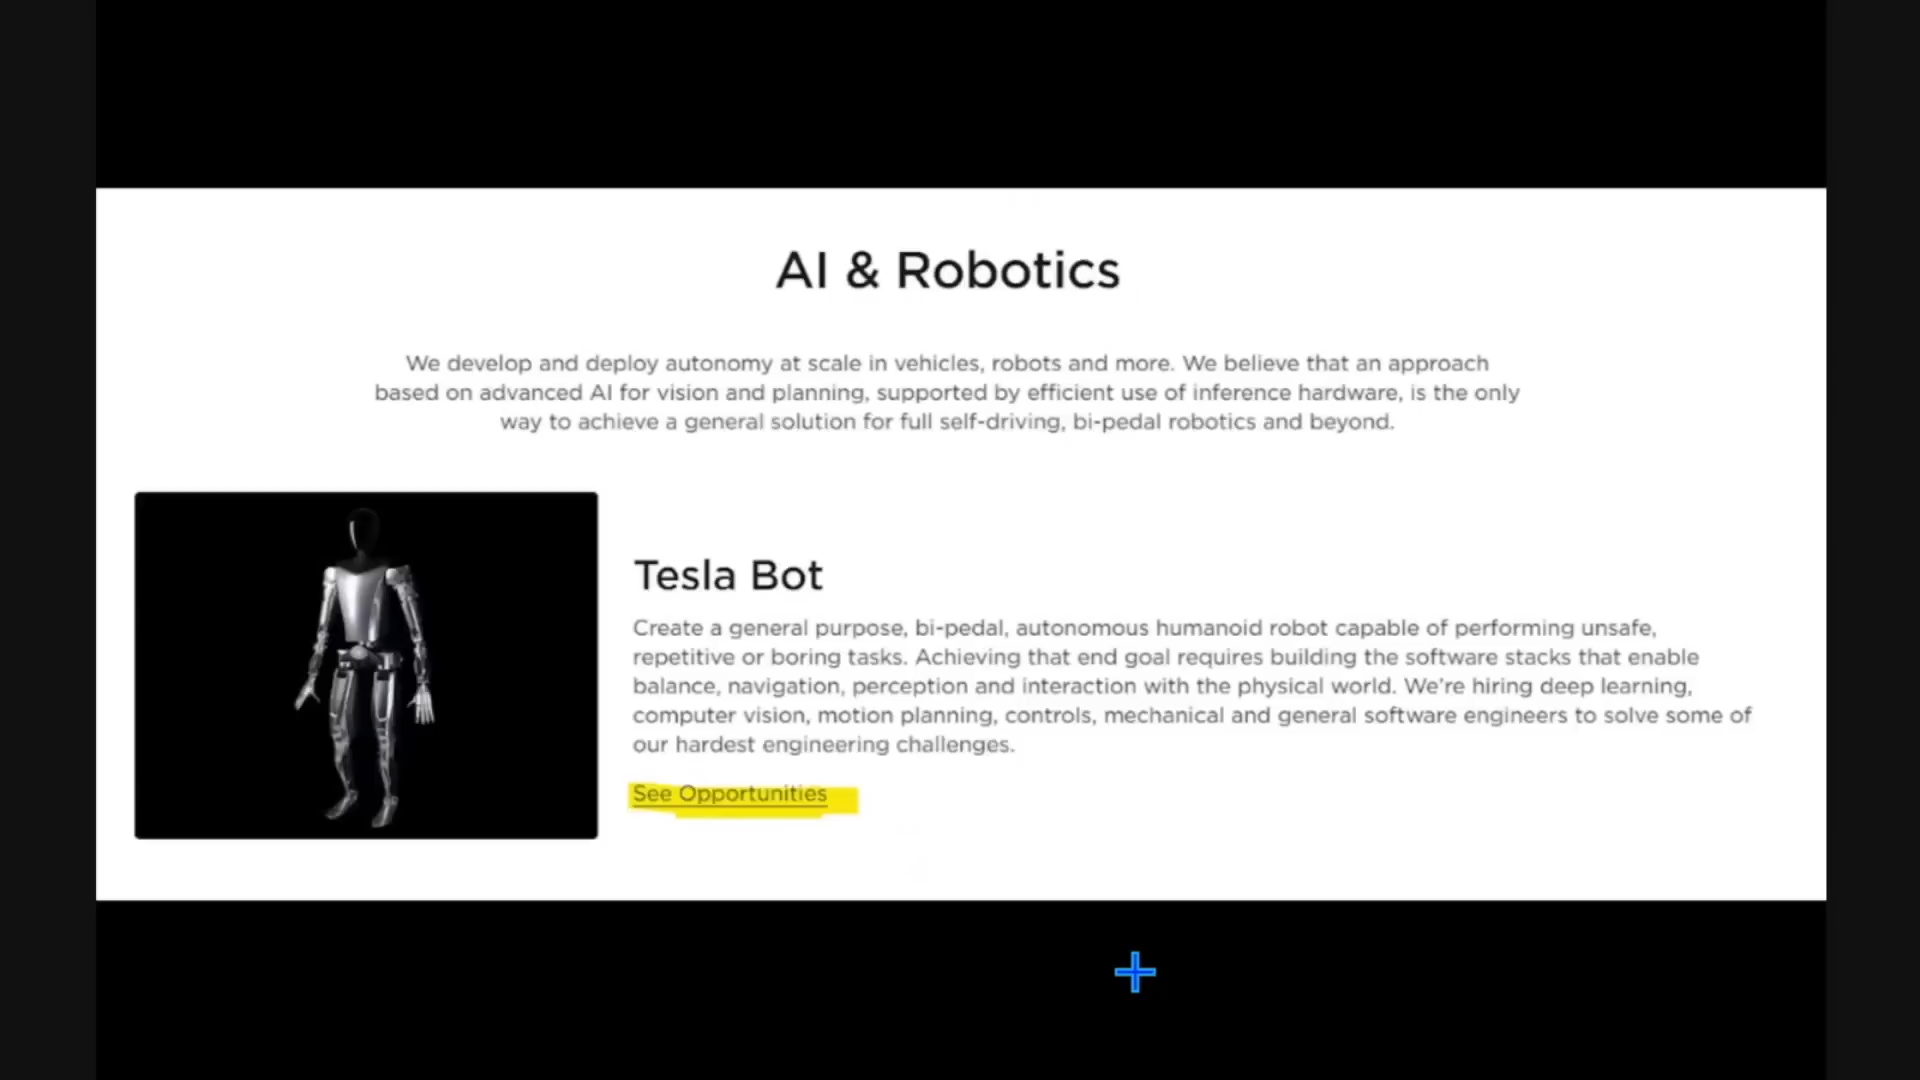 AI & Robotics
We develop and deploy autonomy at scale in vehicles, robots and more. We believe that an approach
based on advanced AI for vision and planning, supported by efficient use of inference hardware, is the only
way to achieve a general solution for full self-driving, bi-pedal robotics and beyond.
Tesla Bot
Create a general purpose, bi-pedal, autonomous humanoid robot capable of performing unsafe,
repetitive or boring tasks. Achieving that end goal requires building the software stacks that enable
balance, navigation, perception and interaction with the physical world. We’re hiring deep learning,
computer vision, motion planning, controls, mechanical and general software engineers to solve some of
our hardest engineering challenges.
See Opportunities